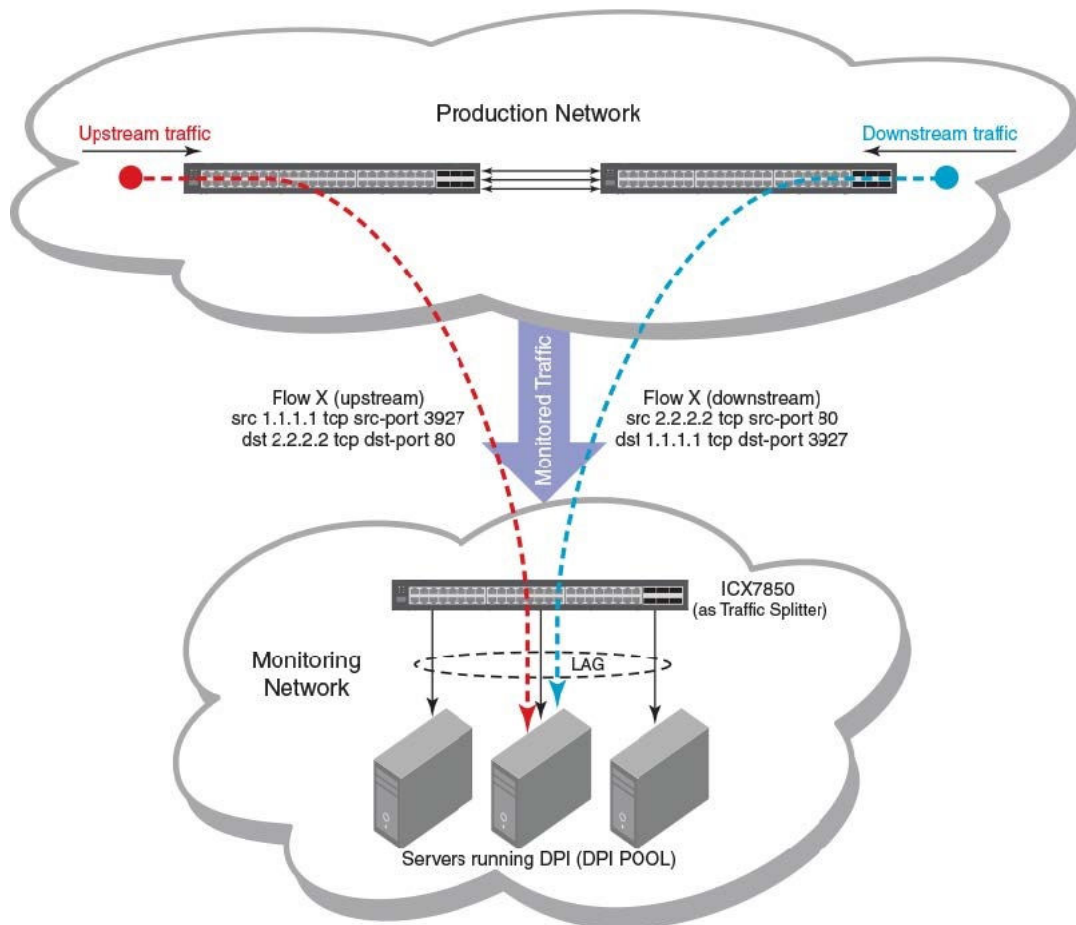 Production Network
Upstream traffic
Downstream traffic
Monitored Traffic
Flow X (upstream)
src 1.1.1.1 tcp src-port 3927
dst 2.2.2.2 tcp dst-port 80
Flow X (downstream)
src 2.2.2.2 tcp src-port 80
dst 1.1.1.1 tcp dst-port 3927
ICX7850
(as Traffic Splitter)
Monitoring
Network
LAG
Servers running DPI (DPI POOL)